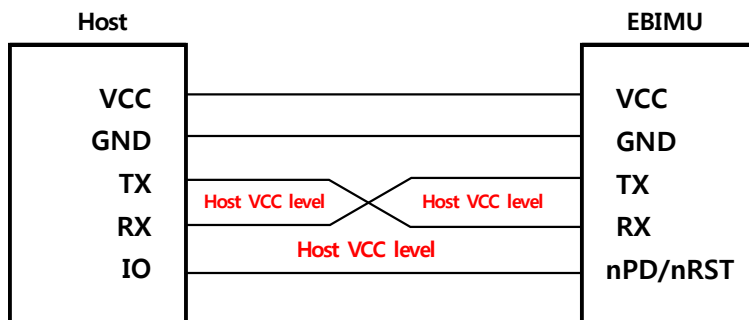 Host EBIMU
VCC VCC
GND GND
TX TX
Host VCC level Host VCC level
RX RX
Host VCC level
IO nPD/nRST